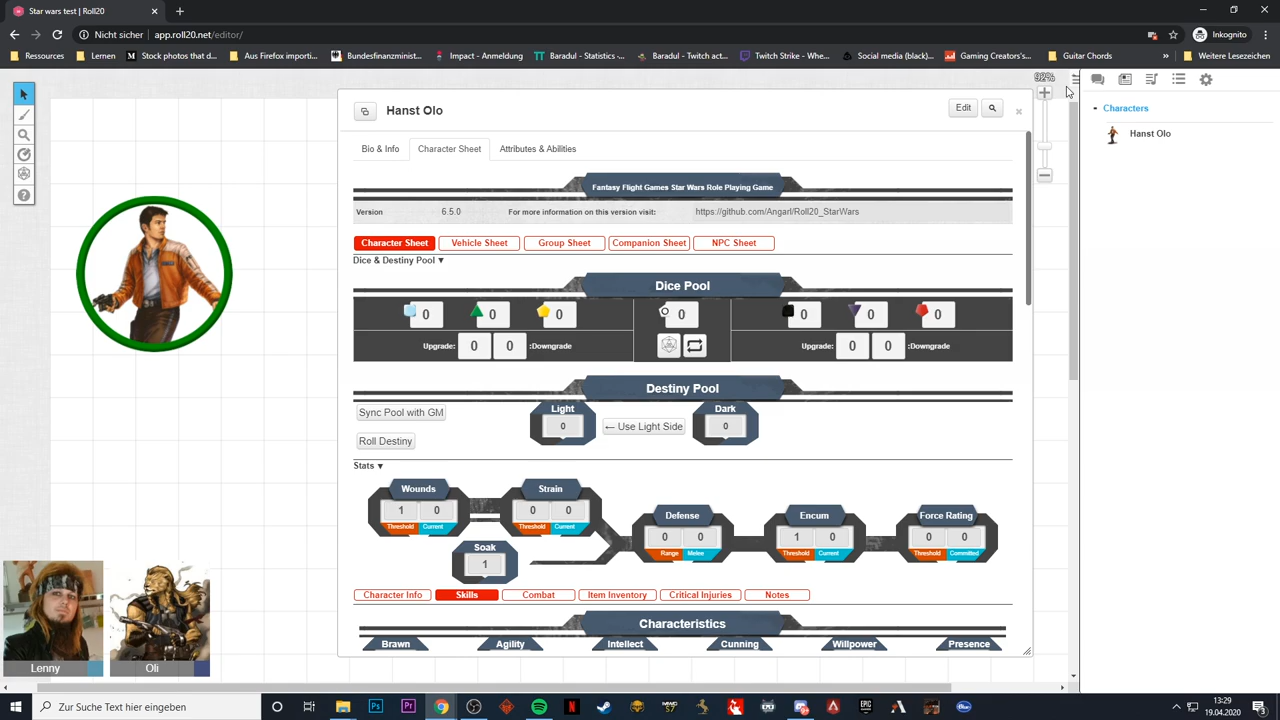 Star wars test | Roll20
Nicht sicher | app.roll20.net/editor/
Inkognito
Ressources
Lernen
Stock photos that d...
Aus Firefox importi...
Bundesfinanzminist...
Impact - Anmeldung
Baradul - Statistics -...
Baradul - Twitch act...
Twitch Strike - Whe...
Social media (black)...
Gaming Creators's...
Guitar Chords
»
Weitere Lesezeichen
92%
Hanst Olo
Edit
Characters
Hanst Olo
Bio & Info
Character Sheet
Attributes & Abilities
Fantasy Flight Games Star Wars Role Playing Game
Version 6.5.0 For more information on this version visit: https://github.com/Angarl/Roll20_StarWars
Character Sheet
Vehicle Sheet
Group Sheet
Companion Sheet
NPC Sheet
Dice & Destiny Pool ▼
Dice Pool
0 0 0 0 0 0 0
Upgrade: 0 0 :Downgrade
Upgrade: 0 0 :Downgrade
Destiny Pool
Sync Pool with GM
Light
0
← Use Light Side
Dark
0
Roll Destiny
Stats ▼
Wounds
1 0
Threshold Current
Strain
0 0
Threshold Current
Soak
1
Defense
0 0
Range Melee
Encum
1 0
Threshold Current
Force Rating
0 0
Threshold Committed
Character Info
Skills
Combat
Item Inventory
Critical Injuries
Notes
Characteristics
Brawn Agility Intellect Cunning Willpower Presence
Lenny
Oli
Zur Suche Text hier eingeben
13:29
19.04.2020